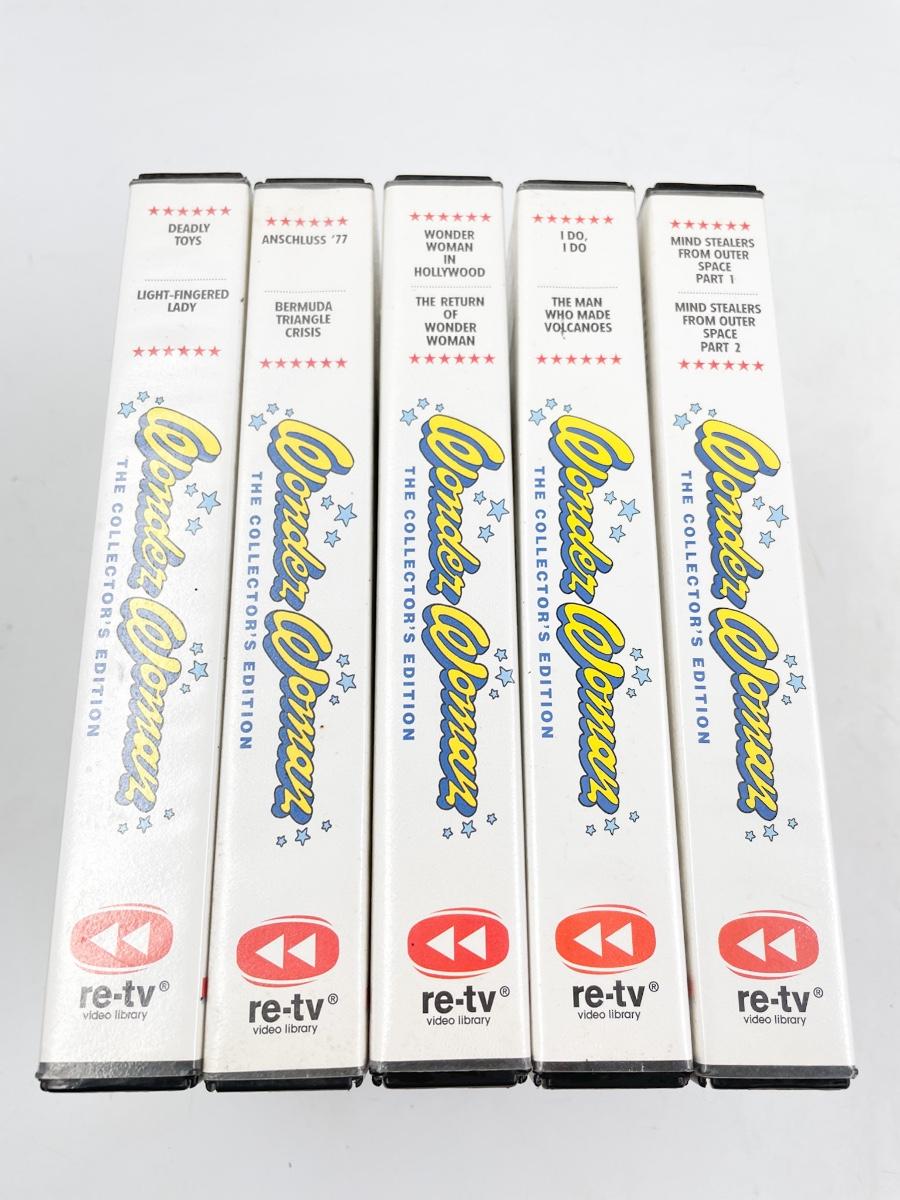 DEADLY
TOYS
LIGHT-FINGERED
LADY
Wonder Woman
THE COLLECTOR'S EDITION
re-tv®
video library
ANSCHLUSS '77
BERMUDA
TRIANGLE
CRISIS
Wonder Woman
THE COLLECTOR'S EDITION
re-tv®
video library
WONDER
WOMAN
IN
HOLLYWOOD
THE RETURN
OF
WONDER
WOMAN
Wonder Woman
THE COLLECTOR'S EDITION
re-tv®
video library
I DO,
I DO
THE MAN
WHO MADE
VOLCANOES
Wonder Woman
THE COLLECTOR'S EDITION
re-tv®
video library
MIND STEALERS
FROM OUTER
SPACE
PART 1
MIND STEALERS
FROM OUTER
SPACE
PART 2
Wonder Woman
THE COLLECTOR'S EDITION
re-tv®
video library